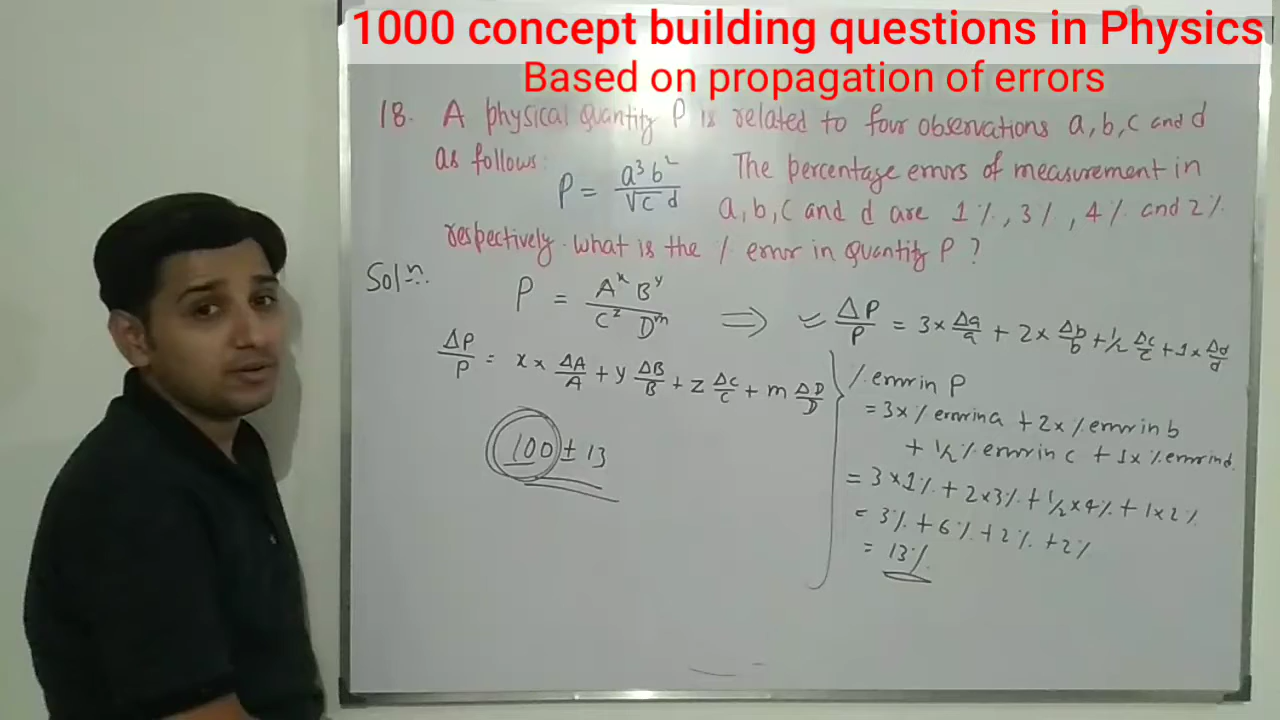 1000 concept building questions in Physics
Based on propagation of errors
18. A physical quantity P is related to four observations a, b, c and d
as follows: P = a³b² / √c d The percentage errors of measurement in
a, b, c and d are 1%, 3%, 4% and 2%
respectively. what is the % error in quantity P ?
Solⁿ:
P = A^x B^y / C^z D^m ⇒ ΔP/P = 3 × Δa/a + 2 × Δb/b + 1/2 Δc/c + 1 × Δd/d
ΔP/P = x × ΔA/A + y ΔB/B + z ΔC/C + m ΔD/D
% error in P
= 3 × % error in a + 2 × % error in b
+ 1/2 % error in c + 1 × % error in d
100 ± 13
= 3 × 1% + 2 × 3% + 1/2 × 4% + 1 × 2%
= 3% + 6% + 2% + 2%
= 13%